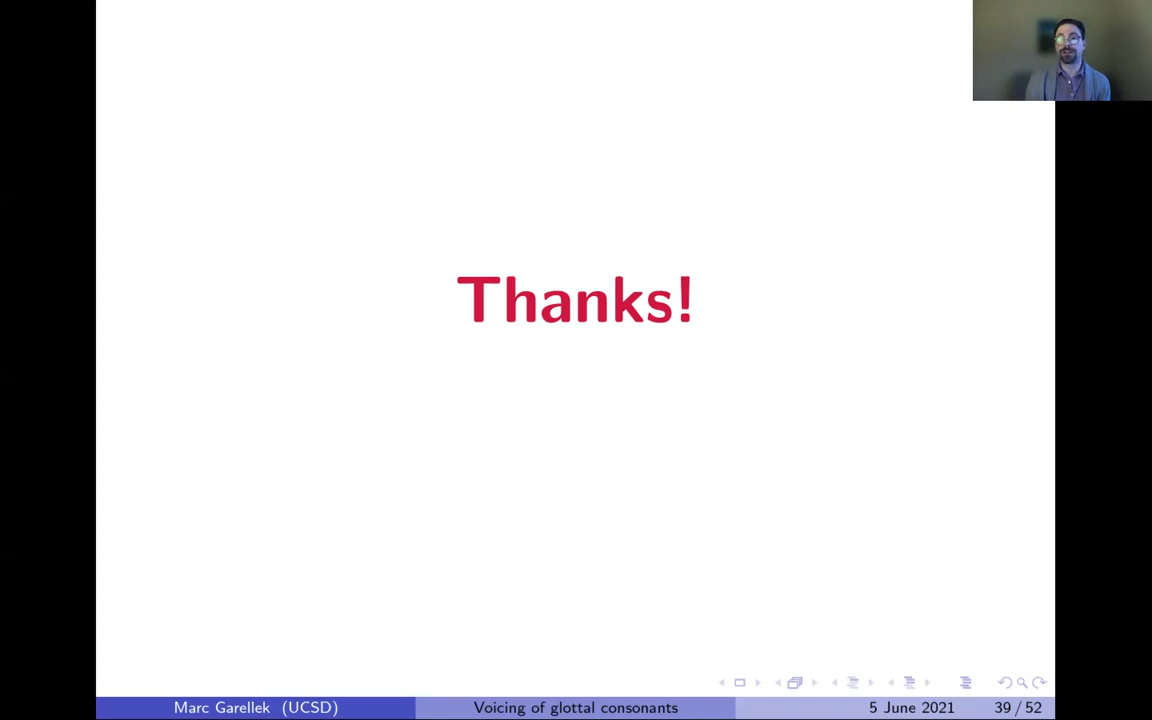 Thanks!
Marc Garellek (UCSD) Voicing of glottal consonants 5 June 2021 39 / 52